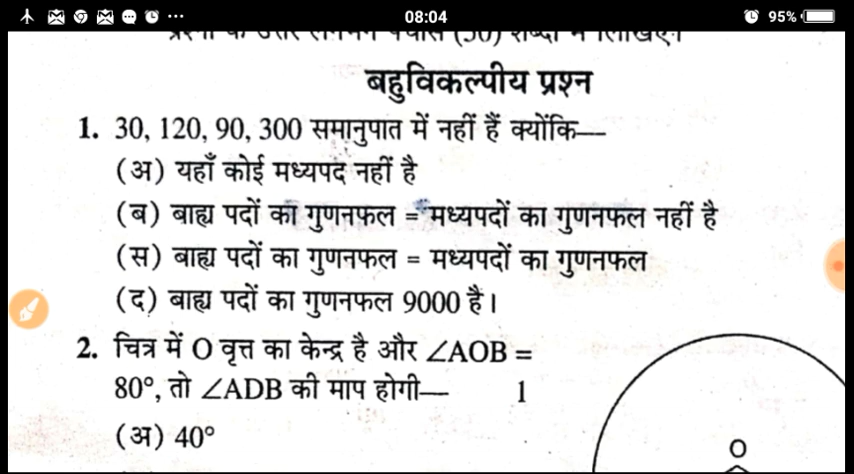 08:04
95%
(50)
बहुविकल्पीय प्रश्न
1. 30, 120, 90, 300 समानुपात में नहीं हैं क्योंकि—
(अ) यहाँ कोई मध्यपद नहीं है
(ब) बाह्य पदों का गुणनफल = मध्यपदों का गुणनफल नहीं है
(स) बाह्य पदों का गुणनफल = मध्यपदों का गुणनफल
(द) बाह्य पदों का गुणनफल 9000 है।
2. चित्र में O वृत्त का केन्द्र है और ∠AOB =
80°, तो ∠ADB की माप होगी— 1
(अ) 40°
O